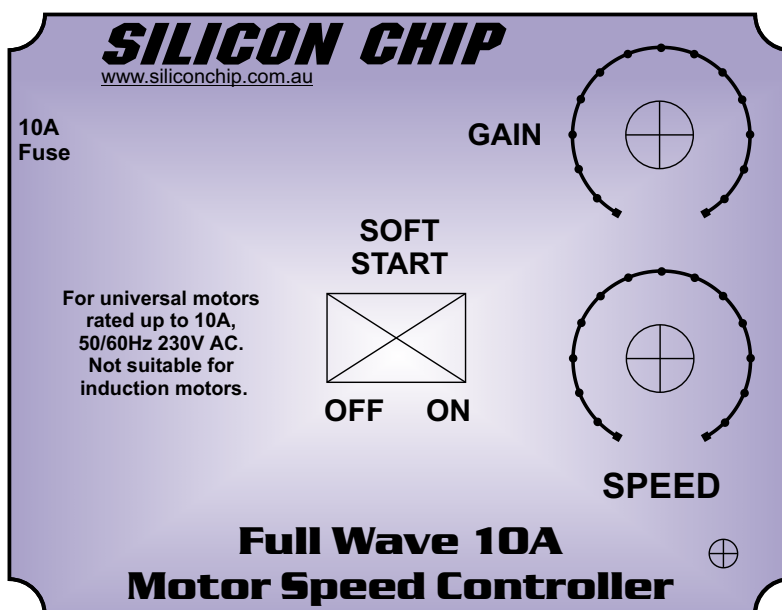 SILICON CHIP
www.siliconchip.com.au
10A
Fuse
GAIN
SOFT
START
For universal motors
rated up to 10A,
50/60Hz 230V AC.
Not suitable for
induction motors.
OFF ON
SPEED
Full Wave 10A
Motor Speed Controller